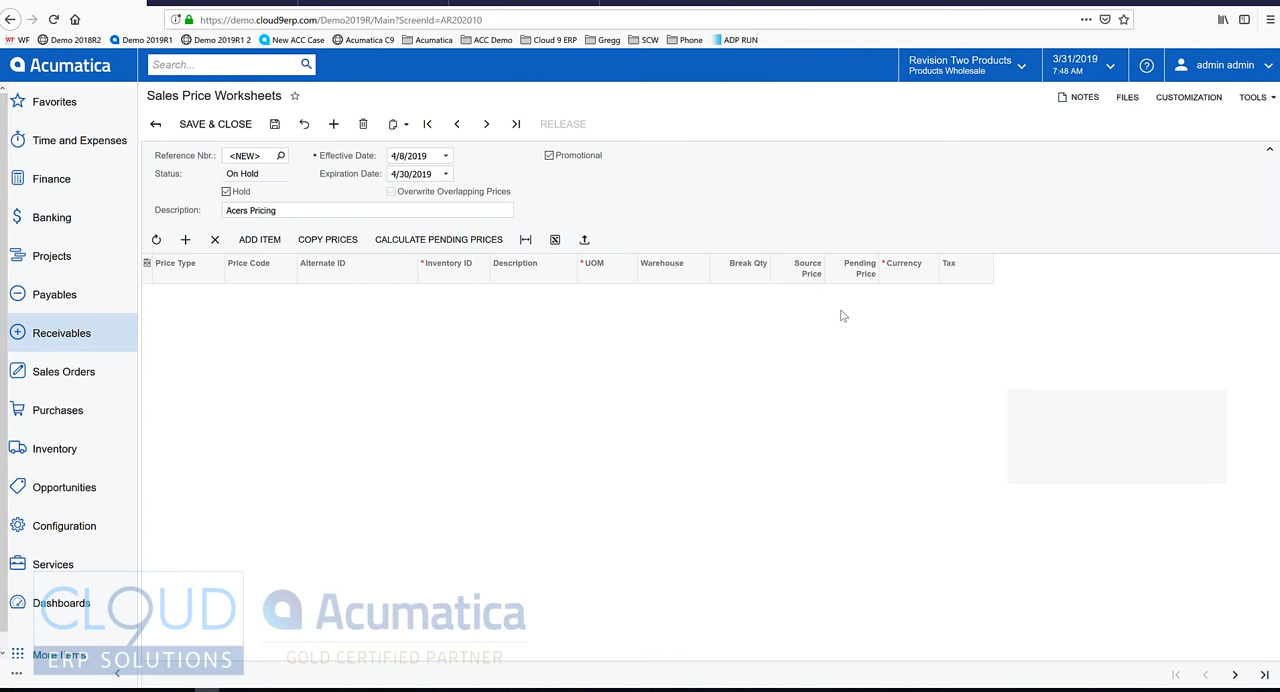 https://demo.cloud9erp.com/Demo2019R/Main?ScreenId=AR202010
WF Demo 2018R2 Demo 2019R1 Demo 2019R1 2 New ACC Case Acumatica C9 Acumatica ACC Demo Cloud 9 ERP Gregg SCW Phone ADP RUN
Acumatica Search... Revision Two Products Products Wholesale 3/31/2019 7:48 AM admin admin
Sales Price Worksheets NOTES FILES CUSTOMIZATION TOOLS
SAVE & CLOSE RELEASE
Reference Nbr.: <NEW> Effective Date: 4/8/2019 Promotional
Status: On Hold Expiration Date: 4/30/2019
Hold Overwrite Overlapping Prices
Description: Acers Pricing
ADD ITEM COPY PRICES CALCULATE PENDING PRICES
Price Type Price Code Alternate ID *Inventory ID Description *UOM Warehouse Break Qty Source Price Pending Price *Currency Tax
Favorites
Time and Expenses
Finance
Banking
Projects
Payables
Receivables
Sales Orders
Purchases
Inventory
Opportunities
Configuration
Services
Dashboards
More Items
CLOUD9
ERP SOLUTIONS
Acumatica
GOLD CERTIFIED PARTNER